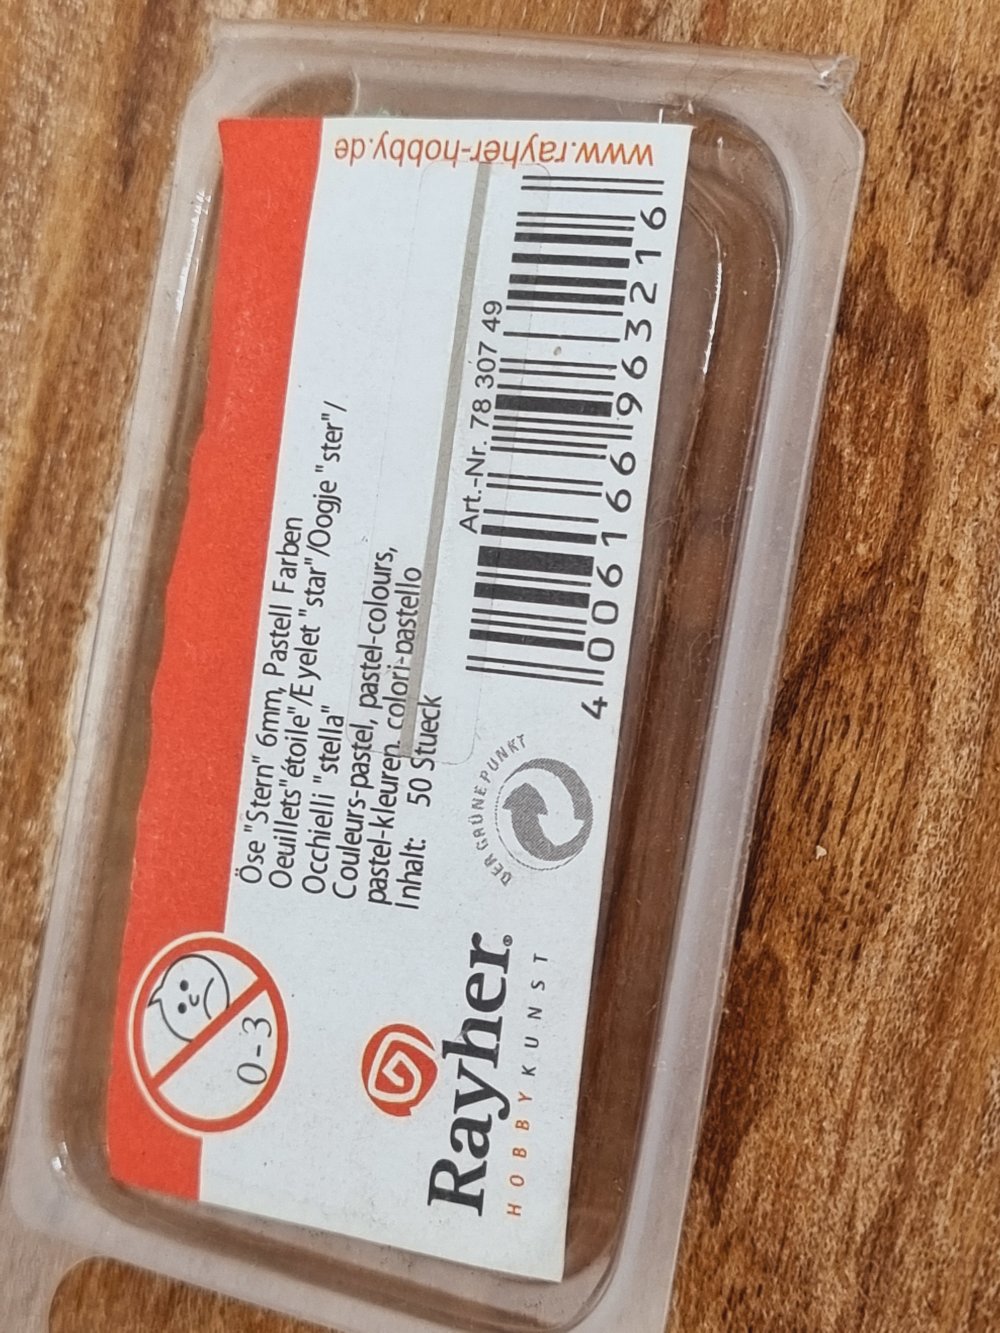 Öse "Stern" 6mm, Pastell Farben
Oeuillets"étoile"/Eyelet "star"/Oogje "ster"/
Occhielli "stella"
Couleurs-pastel, pastel-colours,
pastel-kleuren, colori-pastello
Inhalt: 50 Stueck
0-3
Rayher®
HOBBYKUNST
DER GRÜNE PUNKT
Art.-Nr. 78 307 49
4 006166 963216
www.rayher-hobby.de